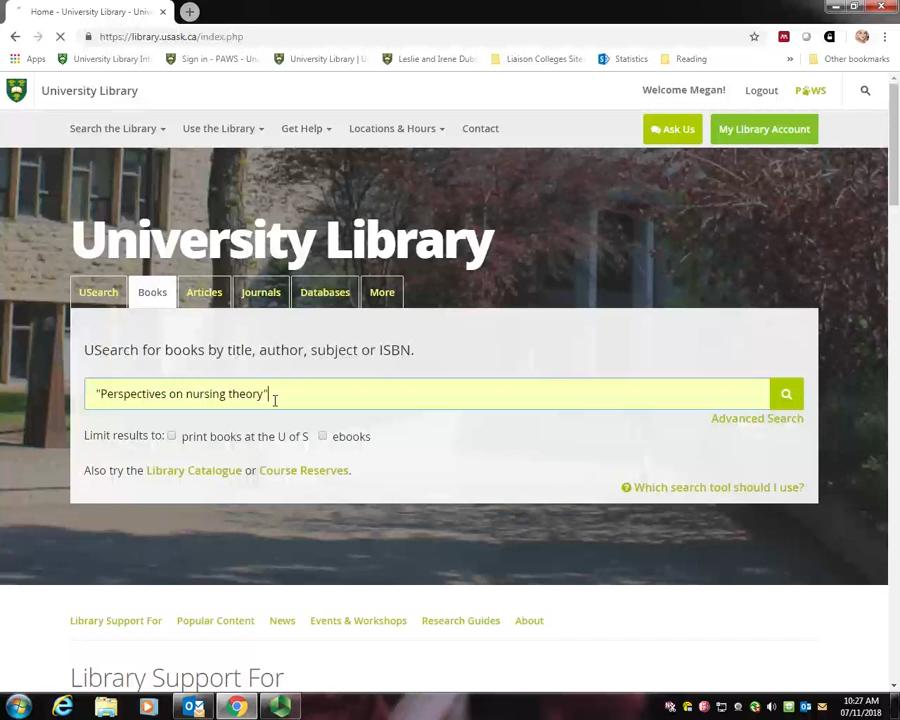 Home - University Library - Univ
https://library.usask.ca/index.php
Apps University Library Int Sign in - PAWS - Un University Library | U Leslie and Irene Dub Liaison Colleges Sites Statistics Reading » Other bookmarks
University Library Welcome Megan! Logout PAWS
Search the Library Use the Library Get Help Locations & Hours Contact Ask Us My Library Account
University Library
USearch Books Articles Journals Databases More
USearch for books by title, author, subject or ISBN.
"Perspectives on nursing theory"
Advanced Search
Limit results to: print books at the U of S ebooks
Also try the Library Catalogue or Course Reserves.
Which search tool should I use?
Library Support For Popular Content News Events & Workshops Research Guides About
Library Support For
10:27 AM
07/11/2018